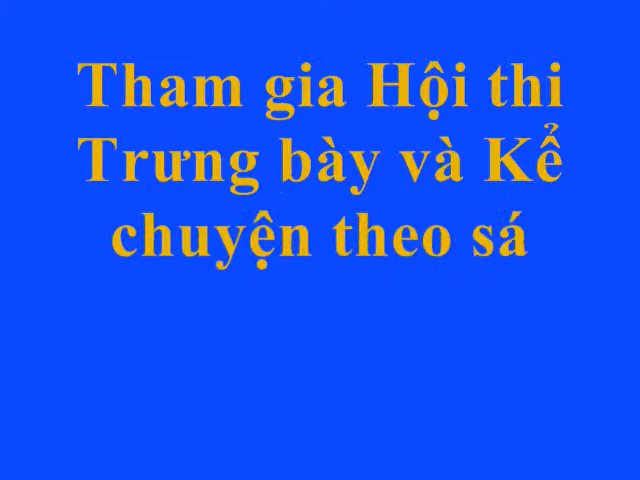 Tham gia Hội thi
Trưng bày và Kể
chuyện theo sá